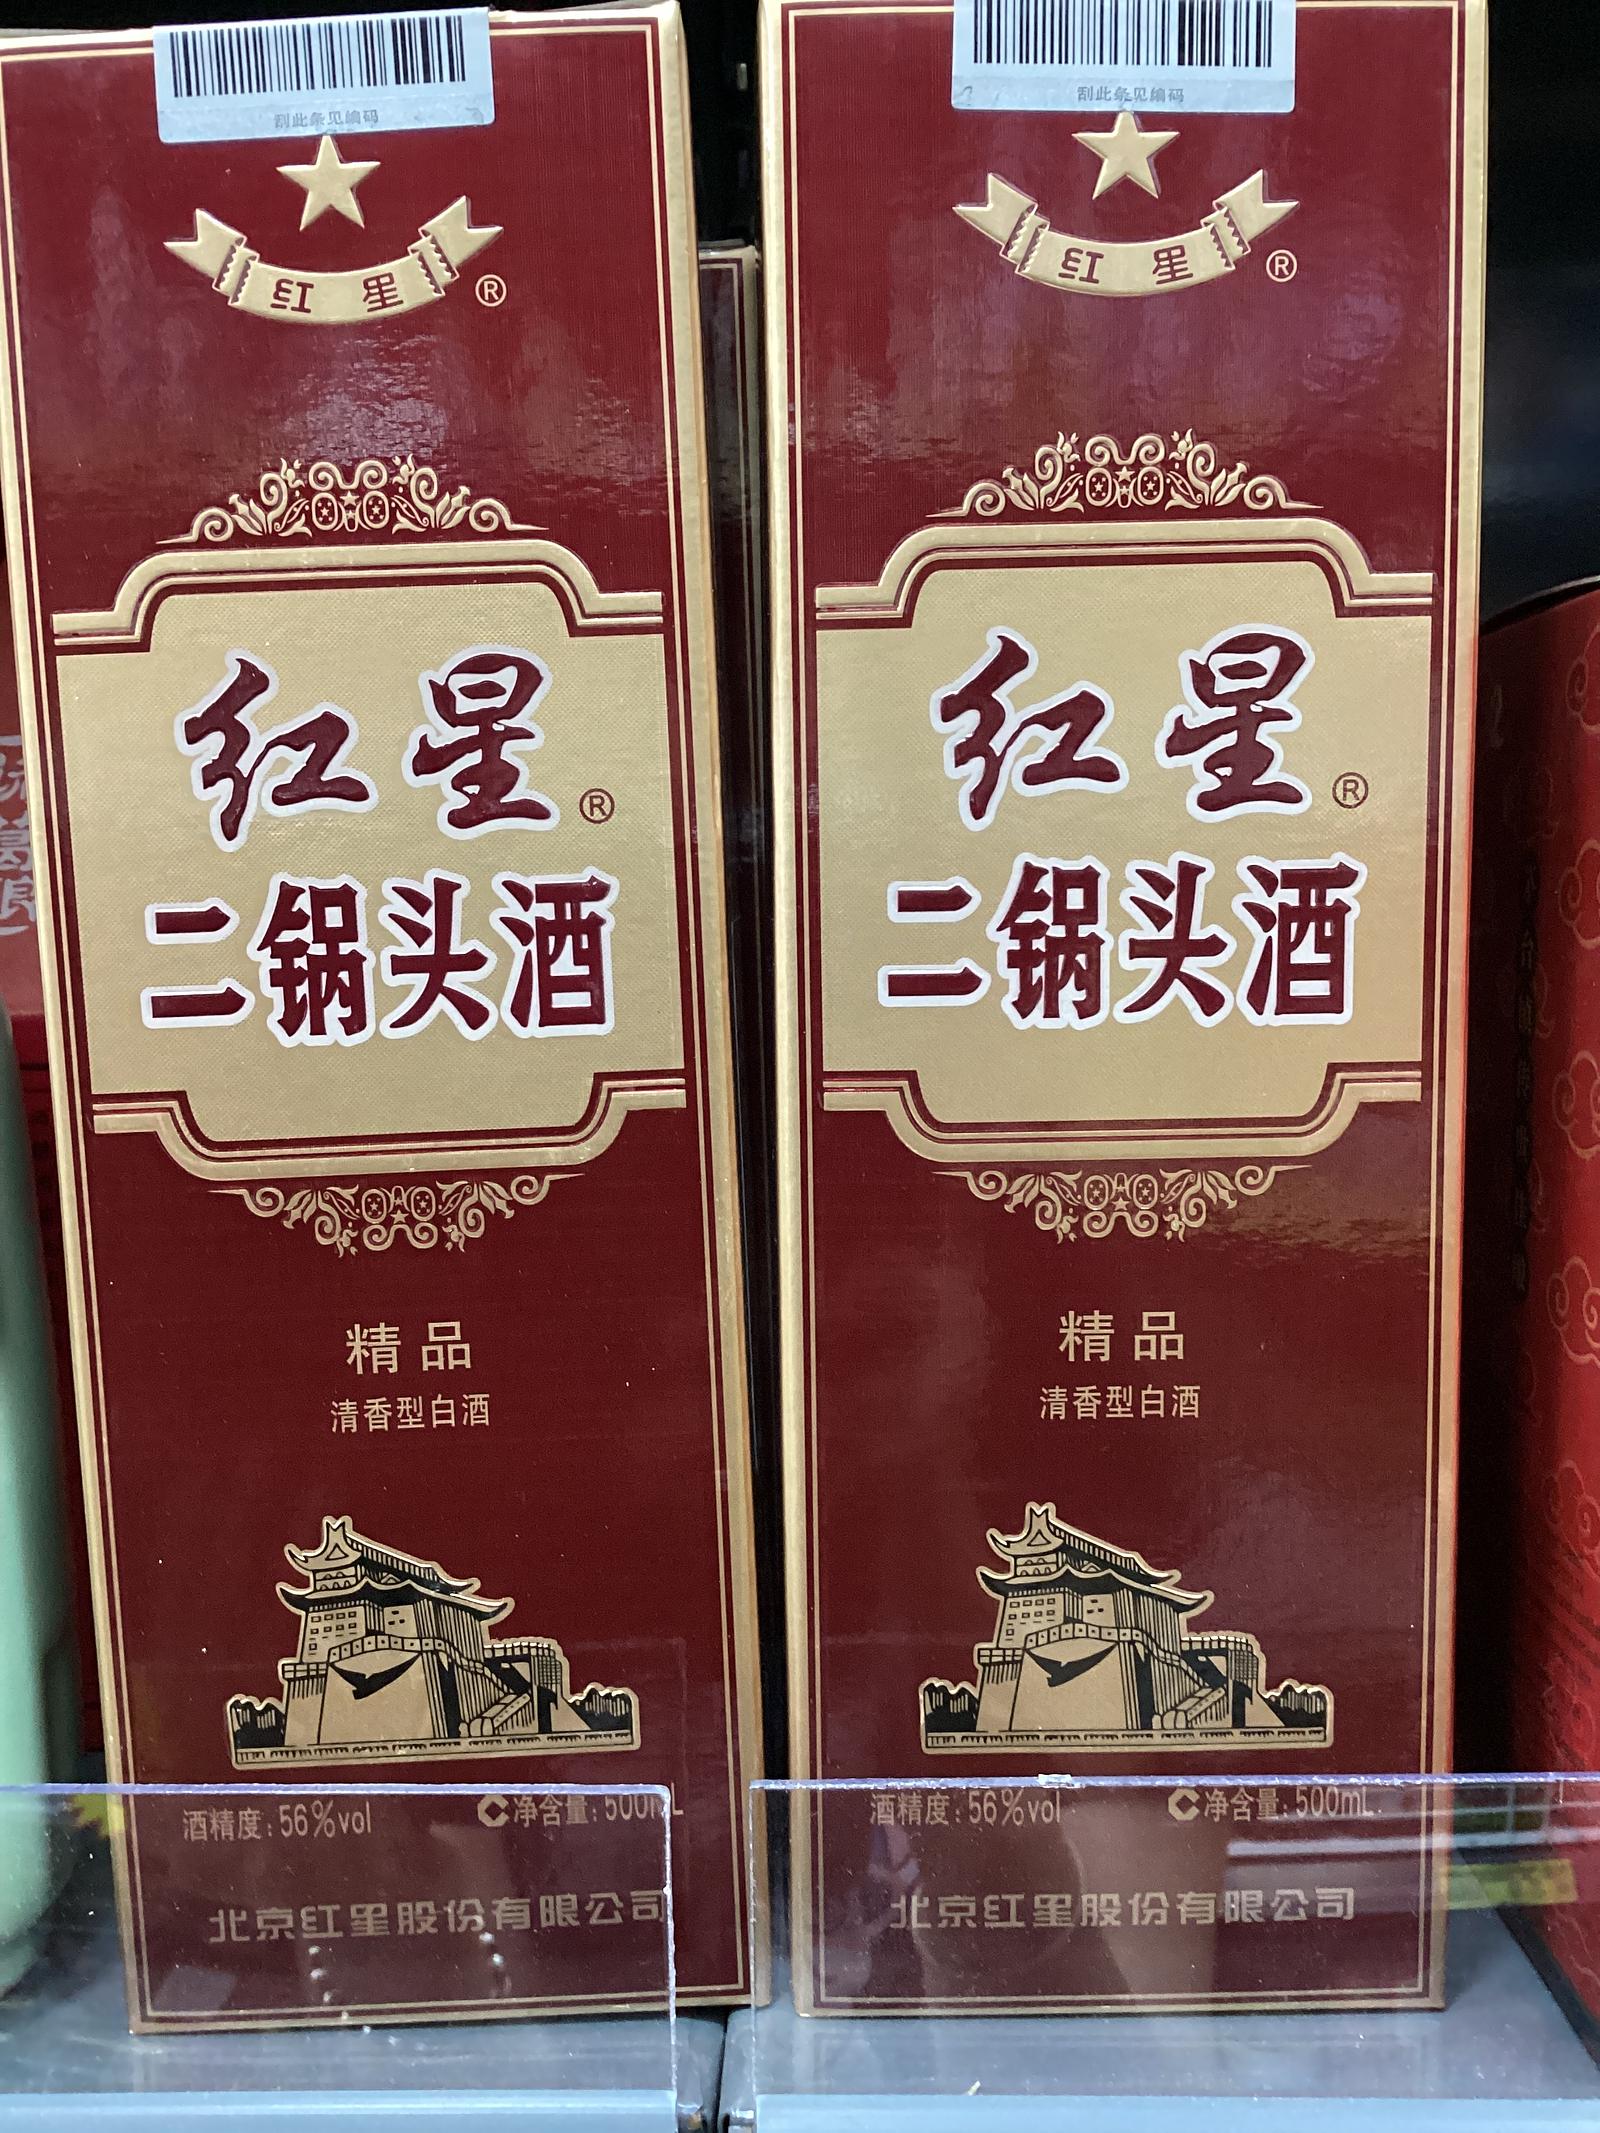 刮此条见编码
红 星 ®
红星 ®
二锅头酒
精品
清香型白酒
酒精度:56%vol C净含量:500mL
北京红星股份有限公司
刮此条见编码
红 星 ®
红星 ®
二锅头酒
精品
清香型白酒
酒精度:56%vol C净含量:500mL
北京红星股份有限公司